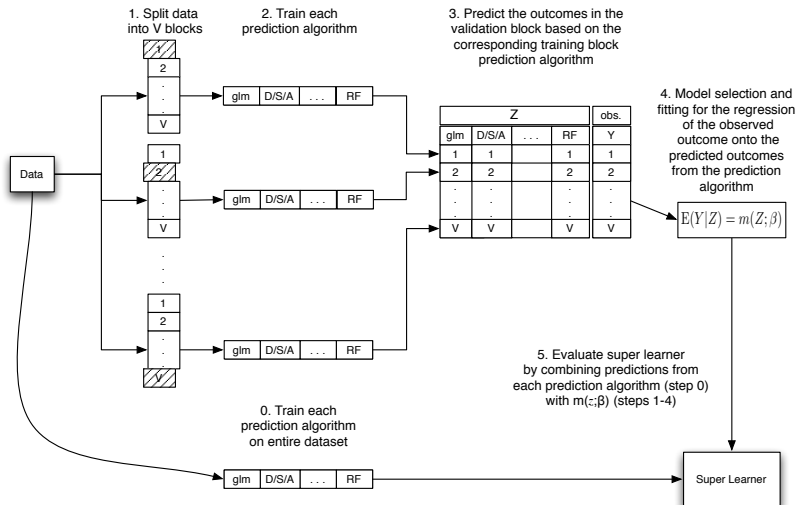 1. Split data
into V blocks
2. Train each
prediction algorithm
3. Predict the outcomes in the
validation block based on the
corresponding training block
prediction algorithm
4. Model selection and
fitting for the regression
of the observed
outcome onto the
predicted outcomes
from the prediction
algorithm
Data
1
2
.
.
.
V
glm D/S/A . . . RF
1
2
.
.
.
V
glm D/S/A . . . RF
.
.
.
1
2
.
.
.
V
glm D/S/A . . . RF
Z obs.
glm D/S/A . . . RF Y
1 1 1 1
2 2 2 2
. . . .
. . . .
. . . .
V V V V
E(Y|Z) = m(Z; β)
5. Evaluate super learner
by combining predictions from
each prediction algorithm (step 0)
with m(z;β) (steps 1-4)
0. Train each
prediction algorithm
on entire dataset
glm D/S/A . . . RF
Super Learner